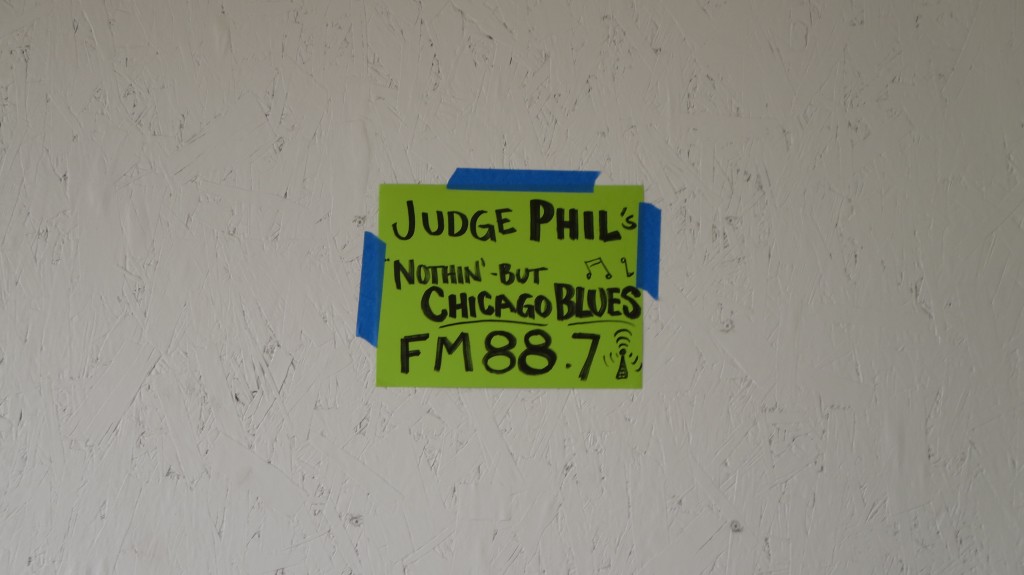 JUDGE PHIL's
NOTHIN'-BUT
CHICAGO BLUES
FM 88.7